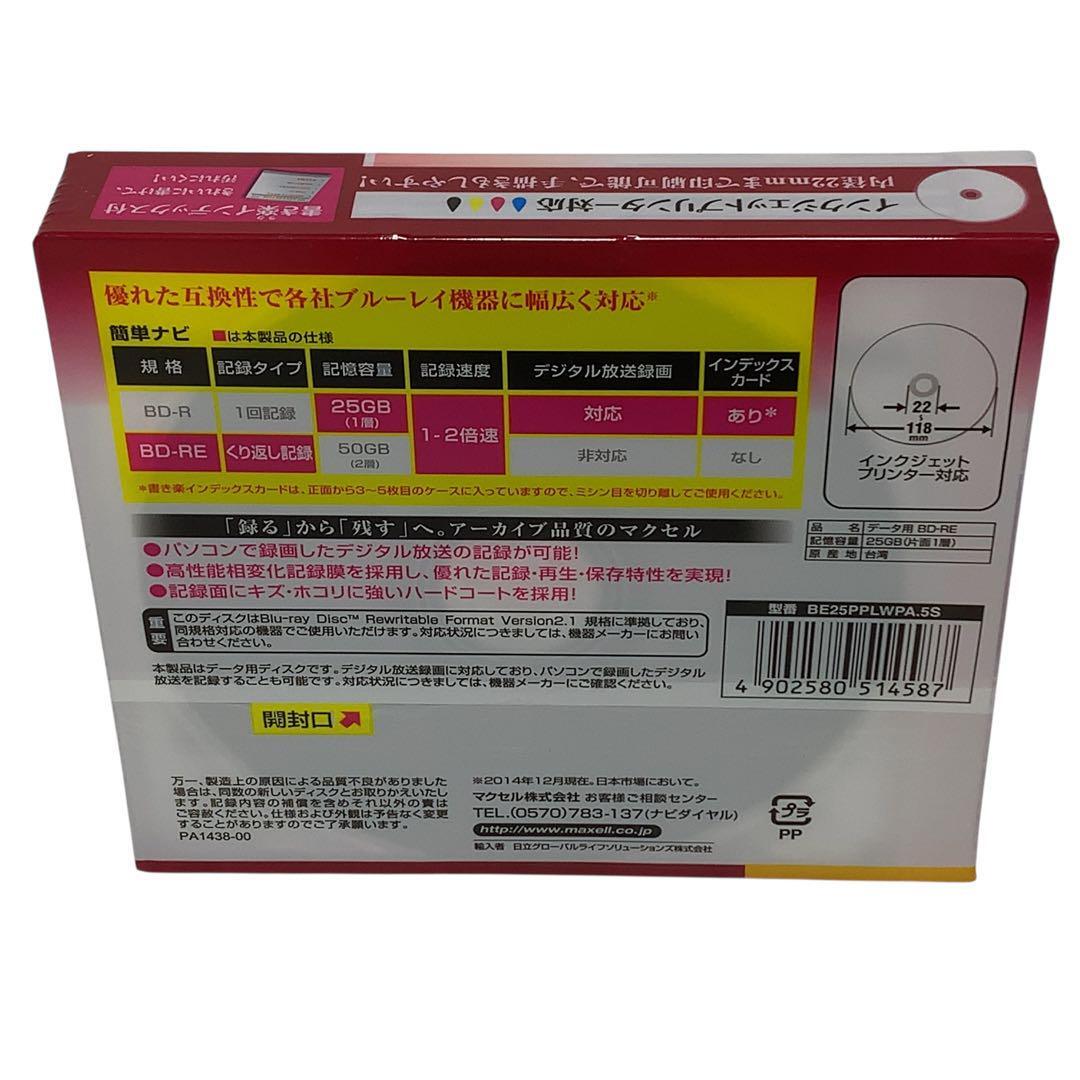 書き楽インデックス付
きれいに書けて、
汚れにくい!
インクジェットプリンター対応
内径22mmまで印刷可能で、手描きもしやすい!
優れた互換性で各社ブルーレイ機器に幅広く対応※
簡単ナビ ■は本製品の仕様
規格 記録タイプ 記憶容量 記録速度 デジタル放送録画 インデックスカード
BD-R 1回記録 25GB(1層) 1-2倍速 対応 あり*
BD-RE くり返し記録 50GB(2層) 非対応 なし
*書き楽インデックスカードは、正面から3〜5枚目のケースに入っていますので、ミシン目を切り離してご使用ください。
22
〜
118
mm
インクジェット
プリンター対応
「録る」から「残す」へ。アーカイブ品質のマクセル
●パソコンで録画したデジタル放送の記録が可能!
●高性能相変化記録膜を採用し、優れた記録・再生・保存特性を実現!
●記録面にキズ・ホコリに強いハードコートを採用!
品名 データ用 BD-RE
記憶容量 25GB(片面1層)
原産地 台湾
重要
このディスクはBlu-ray Disc™ Rewritable Format Version2.1 規格に準拠しており、
同規格対応の機器でご使用いただけます。対応状況につきましては、機器メーカーにお問い
合わせください。
本製品はデータ用ディスクです。デジタル放送録画に対応しており、パソコンで録画したデジタル
放送を記録することも可能です。対応状況につきましては、機器メーカーにご確認ください。
型番 BE25PPLWPA.5S
4 902580 514587
開封口
万一、製造上の原因による品質不良がありました
場合は、同数の新しいディスクとお取りかえいたし
ます。記録内容の補償を含めそれ以外の責は
ご容赦ください。仕様および外観は予告なく変更
することがありますのでご了承願います。
PA1438-00
※2014年12月現在。日本市場において。
マクセル株式会社 お客様ご相談センター
TEL.(0570)783-137(ナビダイヤル)
http://www.maxell.co.jp
輸入者 日立グローバルライフソリューションズ株式会社
プラ
PP